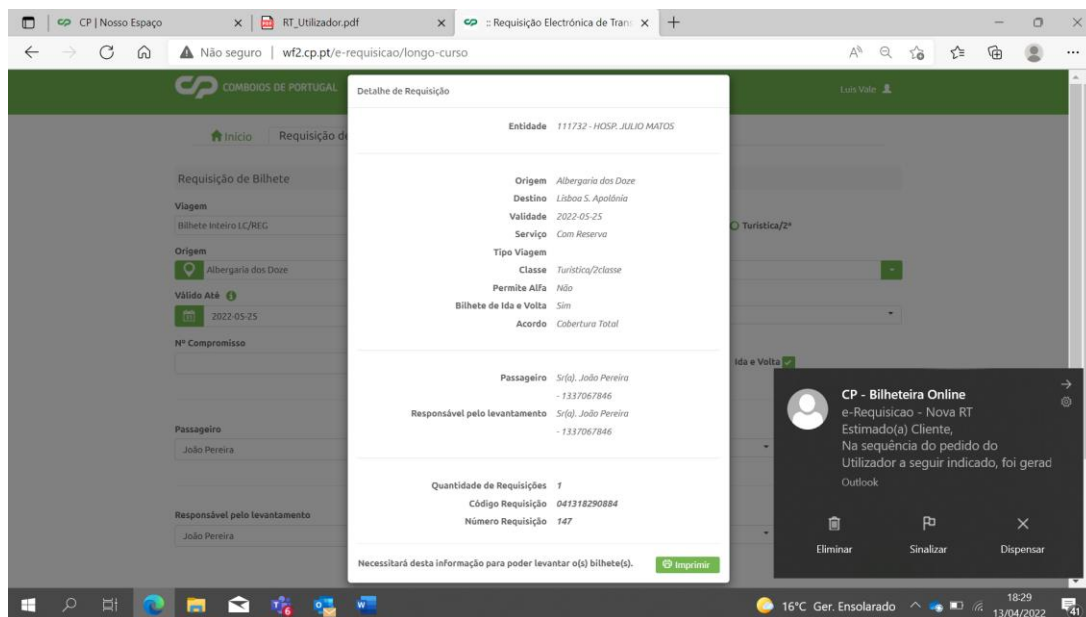 CP | Nosso Espaço
RT_Utilizador.pdf
:: Requisição Electrónica de Tran
Não seguro | wf2.cp.pt/e-requisicao/longo-curso
CP COMBOIOS DE PORTUGAL
Luis Vale
Início
Requisição de
Requisição de Bilhete
Viagem
Bilhete Inteiro LC/REG
Turística/2ª
Origem
Albergaria dos Doze
Válido Até
2022-05-25
Nº Compromisso
Ida e Volta
Passageiro
João Pereira
Responsável pelo levantamento
João Pereira
Detalhe de Requisição
Entidade 111732 - HOSP. JULIO MATOS
Origem Albergaria dos Doze
Destino Lisboa S. Apolónia
Validade 2022-05-25
Serviço Com Reserva
Tipo Viagem
Classe Turística/2classe
Permite Alfa Não
Bilhete de Ida e Volta Sim
Acordo Cobertura Total
Passageiro Sr(a). João Pereira
- 1337067846
Responsável pelo levantamento Sr(a). João Pereira
- 1337067846
Quantidade de Requisições 1
Código Requisição 041318290884
Número Requisição 147
Necessitará desta informação para poder levantar o(s) bilhete(s).
Imprimir
CP - Bilheteira Online
e-Requisicao - Nova RT
Estimado(a) Cliente,
Na sequência do pedido do
Utilizador a seguir indicado, foi gerad
Outlook
Eliminar Sinalizar Dispensar
16°C Ger. Ensolarado
18:29
13/04/2022
41